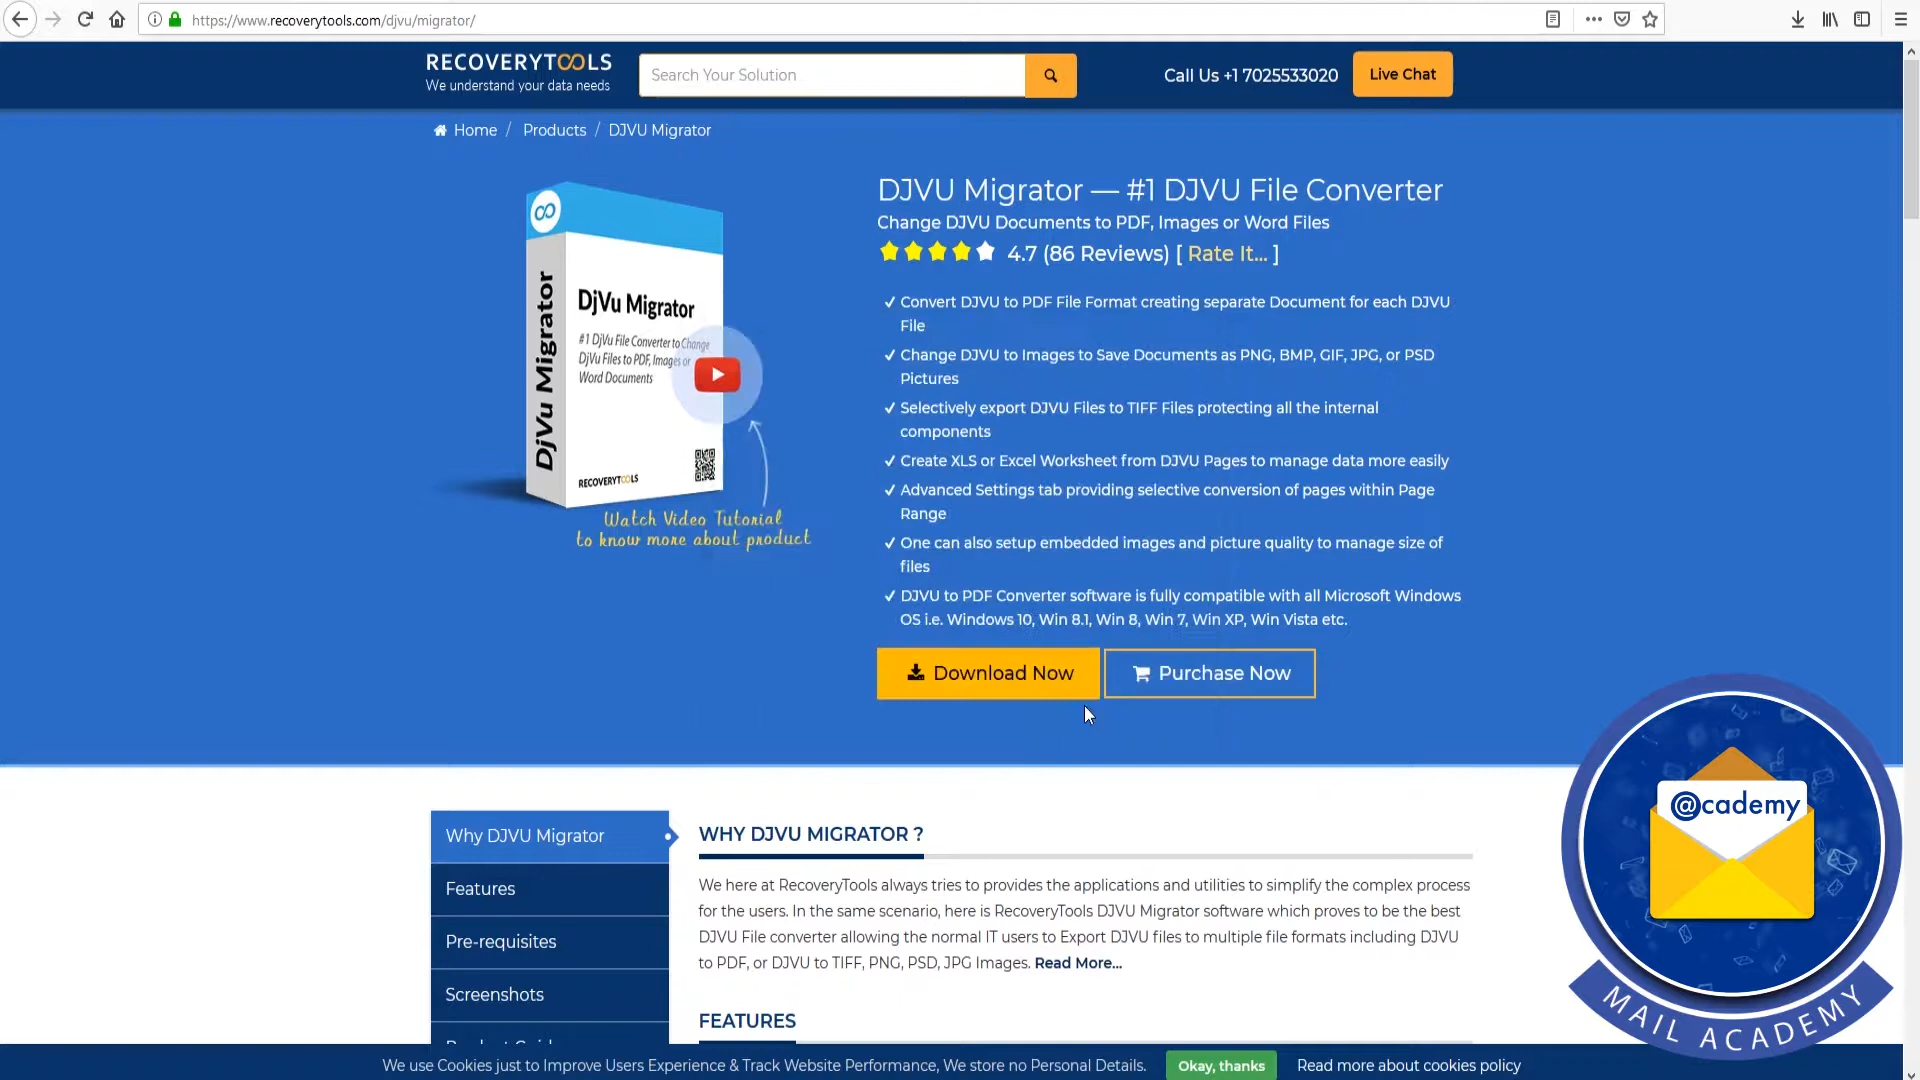 https://www.recoverytools.com/djvu/migrator/
RECOVERYTOOLS
We understand your data needs
Search Your Solution
Call Us +1 7025533020
Live Chat
Home / Products / DJVU Migrator
DjVu Migrator
DjVu Migrator
#1 DjVu File Converter to Change
DjVu Files to PDF, Images or
Word Documents
RECOVERYTOOLS
Watch Video Tutorial
to know more about product
DJVU Migrator — #1 DJVU File Converter
Change DJVU Documents to PDF, Images or Word Files
4.7 (86 Reviews) [ Rate It... ]
✓ Convert DJVU to PDF File Format creating separate Document for each DJVU
File
✓ Change DJVU to Images to Save Documents as PNG, BMP, GIF, JPG, or PSD
Pictures
✓ Selectively export DJVU Files to TIFF Files protecting all the internal
components
✓ Create XLS or Excel Worksheet from DJVU Pages to manage data more easily
✓ Advanced Settings tab providing selective conversion of pages within Page
Range
✓ One can also setup embedded images and picture quality to manage size of
files
✓ DJVU to PDF Converter software is fully compatible with all Microsoft Windows
OS i.e. Windows 10, Win 8.1, Win 8, Win 7, Win XP, Win Vista etc.
Download Now
Purchase Now
Why DJVU Migrator
Features
Pre-requisites
Screenshots
WHY DJVU MIGRATOR ?
We here at RecoveryTools always tries to provides the applications and utilities to simplify the complex process
for the users. In the same scenario, here is RecoveryTools DJVU Migrator software which proves to be the best
DJVU File converter allowing the normal IT users to Export DJVU files to multiple file formats including DJVU
to PDF, or DJVU to TIFF, PNG, PSD, JPG Images. Read More...
FEATURES
@cademy
MAIL ACADEMY
We use Cookies just to Improve Users Experience & Track Website Performance, We store no Personal Details.
Okay, thanks
Read more about cookies policy